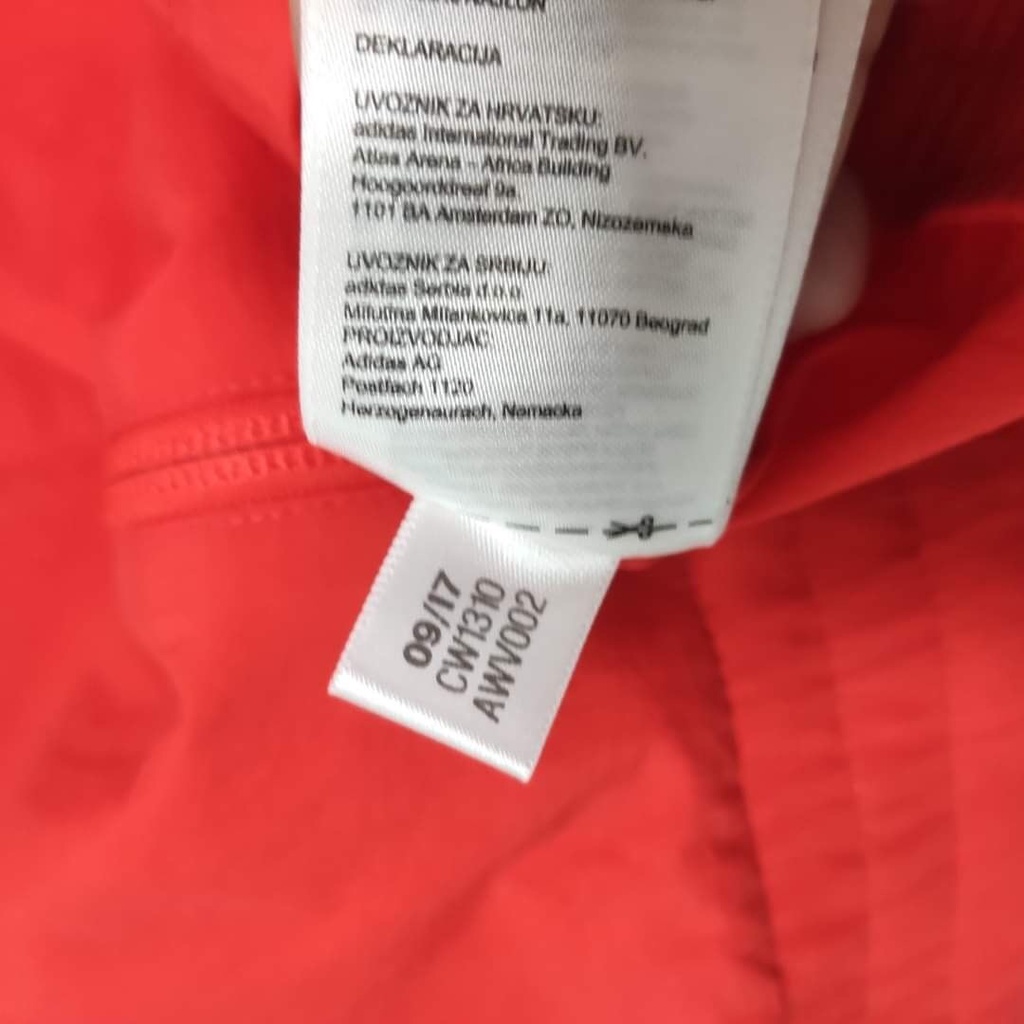 DEKLARACIJA
UVOZNIK ZA HRVATSKU:
adidas International Trading BV.
Atlas Arena - Africa Building
Hoogoorddreef 9a.
1101 BA Amsterdam ZO, Nizozemska
UVOZNIK ZA SRBIJU:
adidas Serbia d.o.o
Milutina Milankovica 11a, 11070 Beograd
PROIZVODJAC
Adidas AG
Postfach 1120
Herzogenaurach, Nemacka
09/17
CW1310
AWV002